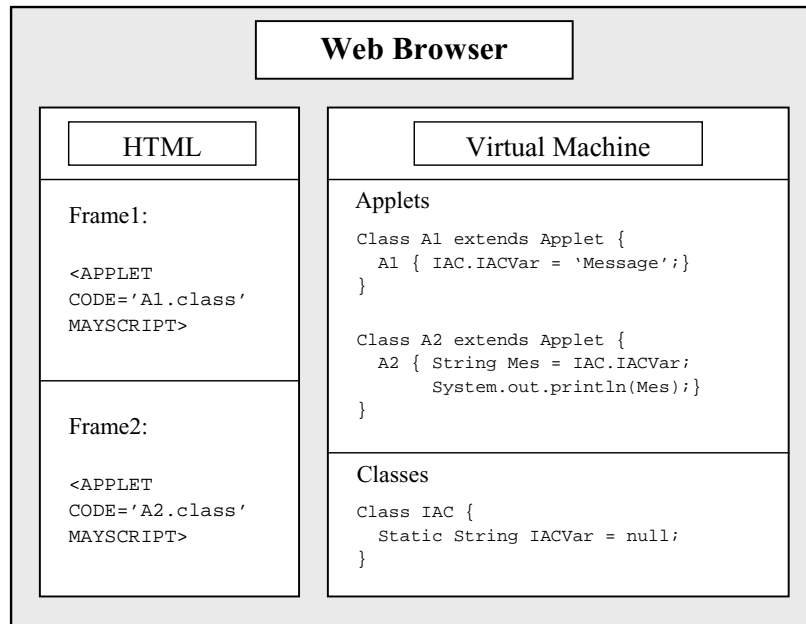 Web Browser
HTML
Frame1:
<APPLET
CODE=’A1.class’
MAYSCRIPT>
Frame2:
<APPLET
CODE=’A2.class’
MAYSCRIPT>
Virtual Machine
Applets
Class A1 extends Applet {
A1 { IAC.IACVar = ‘Message’;}
}
Class A2 extends Applet {
A2 { String Mes = IAC.IACVar;
System.out.println(Mes);}
}
Classes
Class IAC {
Static String IACVar = null;
}